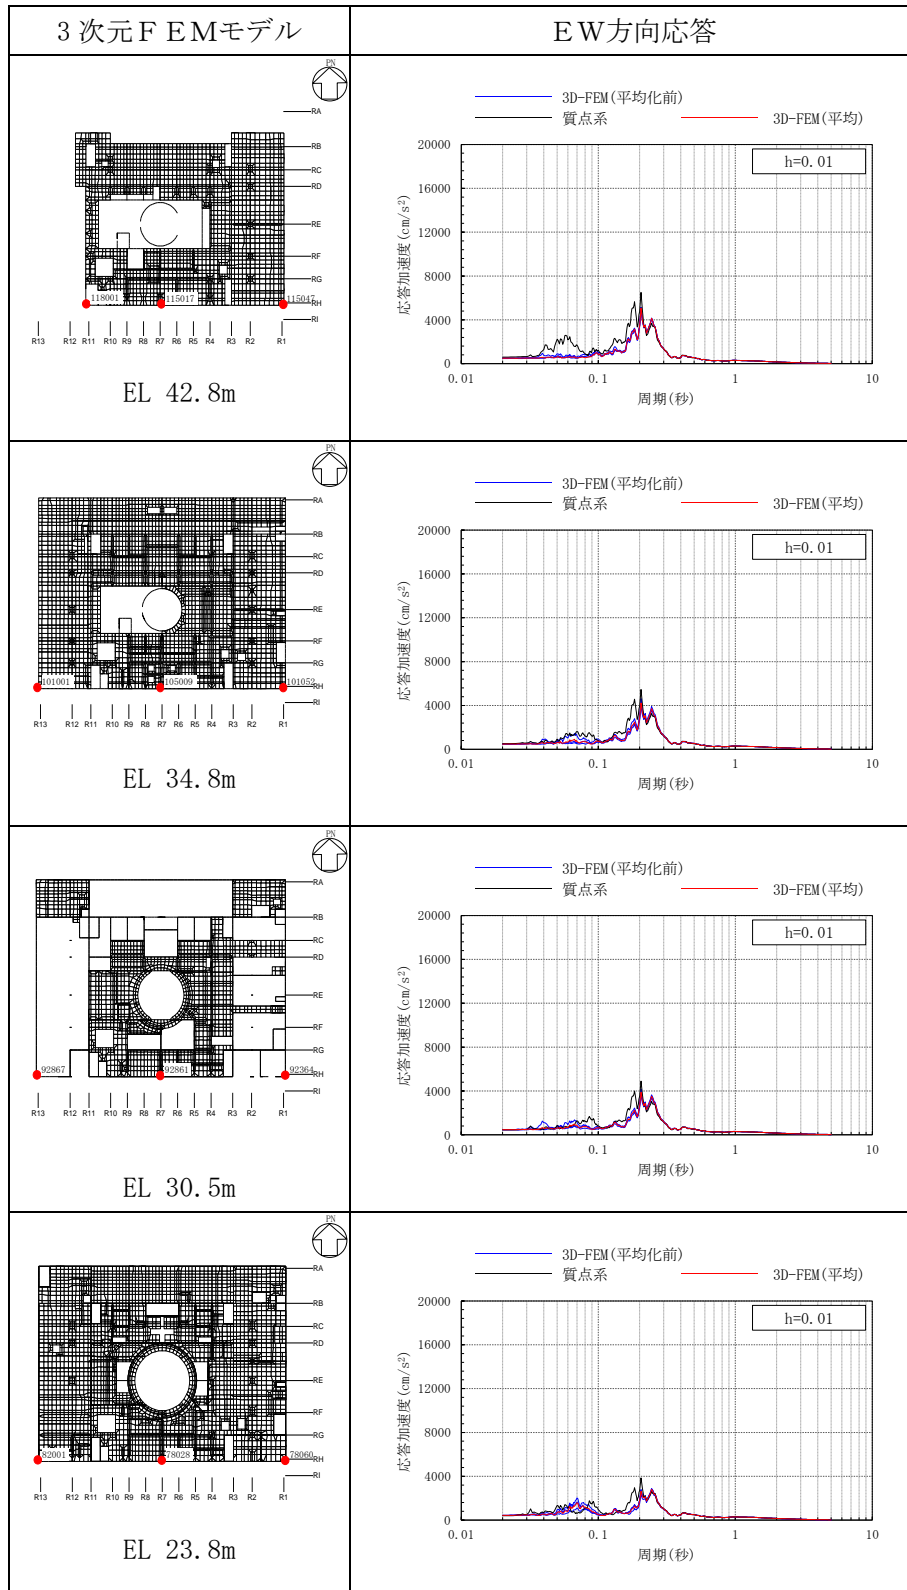 3次元FEMモデル
EW方向応答
PN
RA
RB
RC
RD
RE
RF
RG
RH
RI
118001
115017
115047
R13 R12 R11 R10 R9 R8 R7 R6 R5 R4 R3 R2 R1
EL 42.8m
3D-FEM(平均化前)
質点系
3D-FEM(平均)
h=0.01
応答加速度(cm/s²)
20000
16000
12000
8000
4000
0
0.01 0.1 1 10
周期(秒)
PN
RA
RB
RC
RD
RE
RF
RG
RH
RI
101001
105009
101052
R13 R12 R11 R10 R9 R8 R7 R6 R5 R4 R3 R2 R1
EL 34.8m
3D-FEM(平均化前)
質点系
3D-FEM(平均)
h=0.01
応答加速度(cm/s²)
20000
16000
12000
8000
4000
0
0.01 0.1 1 10
周期(秒)
PN
RA
RB
RC
RD
RE
RF
RG
RH
RI
92867
92861
92364
R13 R12 R11 R10 R9 R8 R7 R6 R5 R4 R3 R2 R1
EL 30.5m
3D-FEM(平均化前)
質点系
3D-FEM(平均)
h=0.01
応答加速度(cm/s²)
20000
16000
12000
8000
4000
0
0.01 0.1 1 10
周期(秒)
PN
RA
RB
RC
RD
RE
RF
RG
RH
RI
82001
78028
78060
R13 R12 R11 R10 R9 R8 R7 R6 R5 R4 R3 R2 R1
EL 23.8m
3D-FEM(平均化前)
質点系
3D-FEM(平均)
h=0.01
応答加速度(cm/s²)
20000
16000
12000
8000
4000
0
0.01 0.1 1 10
周期(秒)